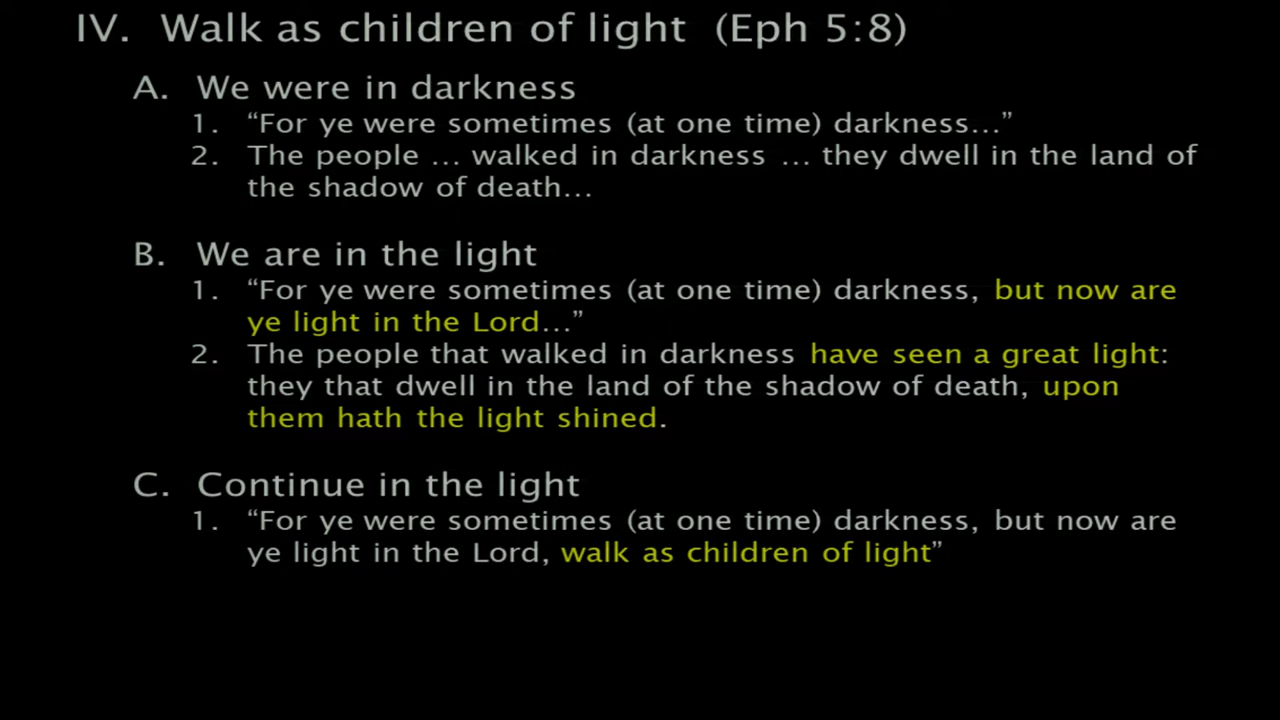 IV. Walk as children of light (Eph 5:8)
A. We were in darkness
1. “For ye were sometimes (at one time) darkness…”
2. The people … walked in darkness … they dwell in the land of
the shadow of death…
B. We are in the light
1. “For ye were sometimes (at one time) darkness, but now are
ye light in the Lord…”
2. The people that walked in darkness have seen a great light:
they that dwell in the land of the shadow of death, upon
them hath the light shined.
C. Continue in the light
1. “For ye were sometimes (at one time) darkness, but now are
ye light in the Lord, walk as children of light”